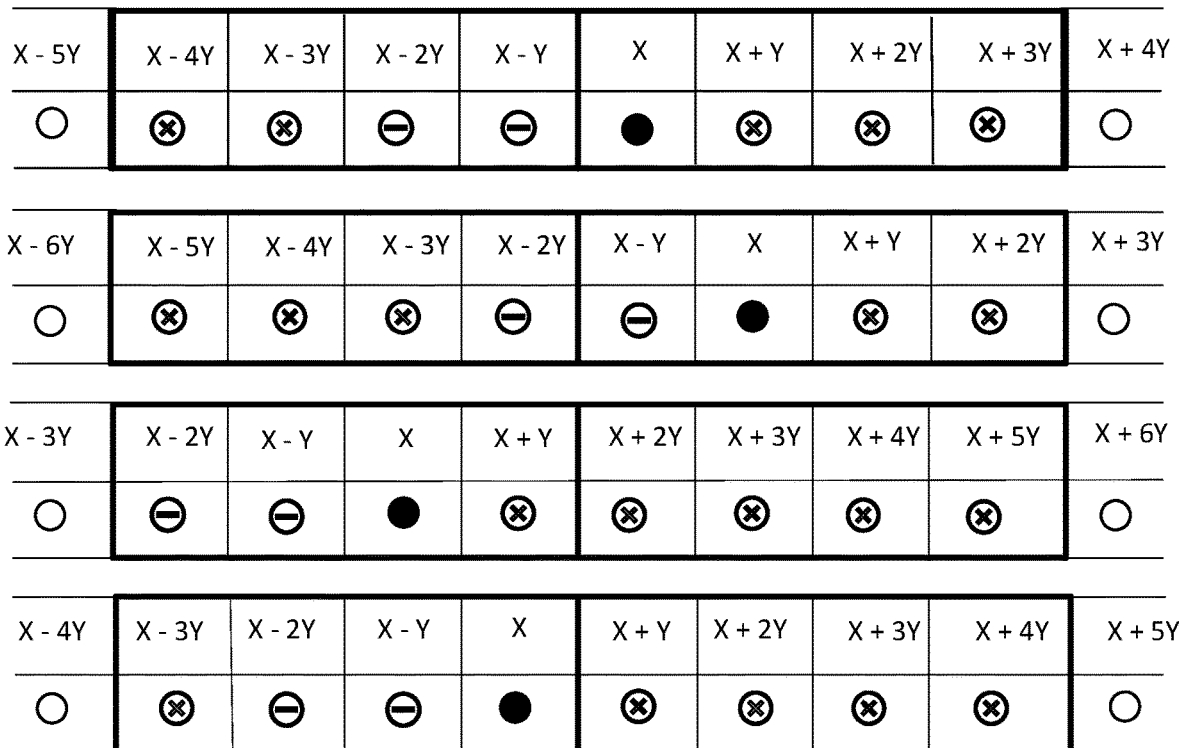 X - 5Y X - 4Y X - 3Y X - 2Y X - Y X X + Y X + 2Y X + 3Y X + 4Y
X - 6Y X - 5Y X - 4Y X - 3Y X - 2Y X - Y X X + Y X + 2Y X + 3Y
X - 3Y X - 2Y X - Y X X + Y X + 2Y X + 3Y X + 4Y X + 5Y X + 6Y
X - 4Y X - 3Y X - 2Y X - Y X X + Y X + 2Y X + 3Y X + 4Y X + 5Y